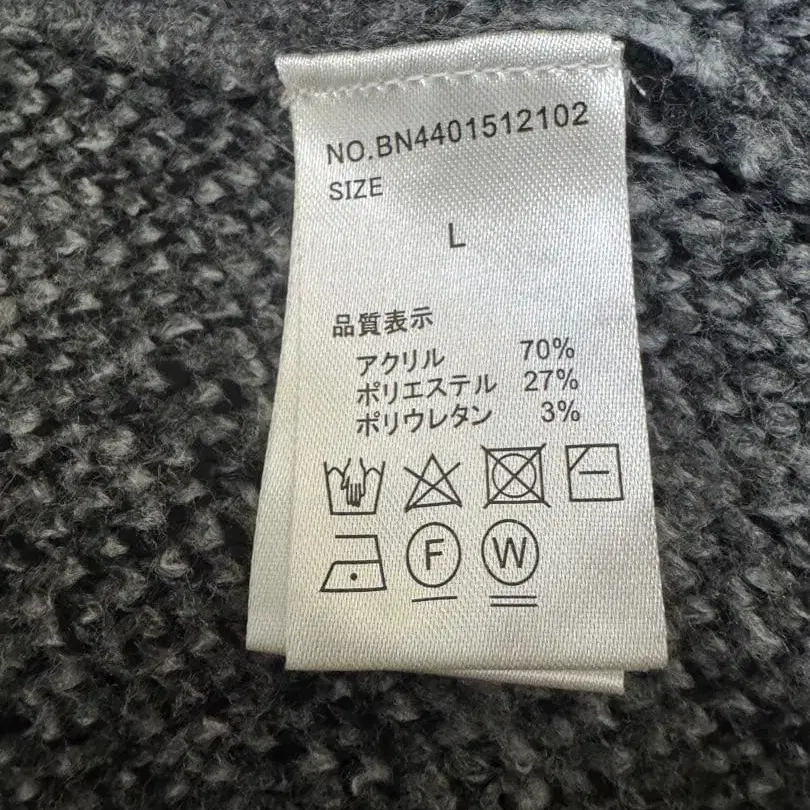 NO.BN4401512102
SIZE
L
品質表示
アクリル 70%
ポリエステル 27%
ポリウレタン 3%
F W